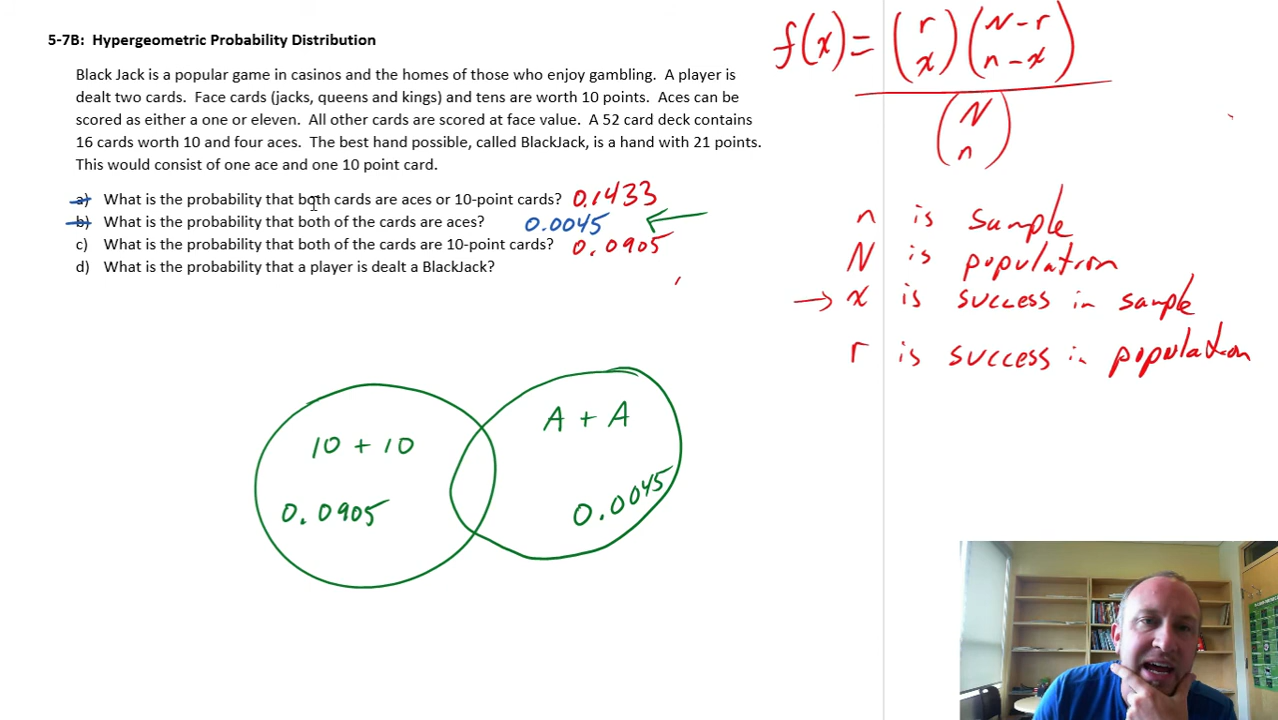 5-7B: Hypergeometric Probability Distribution
Black Jack is a popular game in casinos and the homes of those who enjoy gambling. A player is
dealt two cards. Face cards (jacks, queens and kings) and tens are worth 10 points. Aces can be
scored as either a one or eleven. All other cards are scored at face value. A 52 card deck contains
16 cards worth 10 and four aces. The best hand possible, called BlackJack, is a hand with 21 points.
This would consist of one ace and one 10 point card.
a) What is the probability that both cards are aces or 10-point cards? 0.1433
b) What is the probability that both of the cards are aces? 0.0045 ←
c) What is the probability that both of the cards are 10-point cards? 0.0905
d) What is the probability that a player is dealt a BlackJack?
10 + 10
0.0905
A + A
0.0045
f(x) = (r
x) (N-r
n-x)
(N
n)
n is sample
N is population
→ x is success in sample
r is success in population